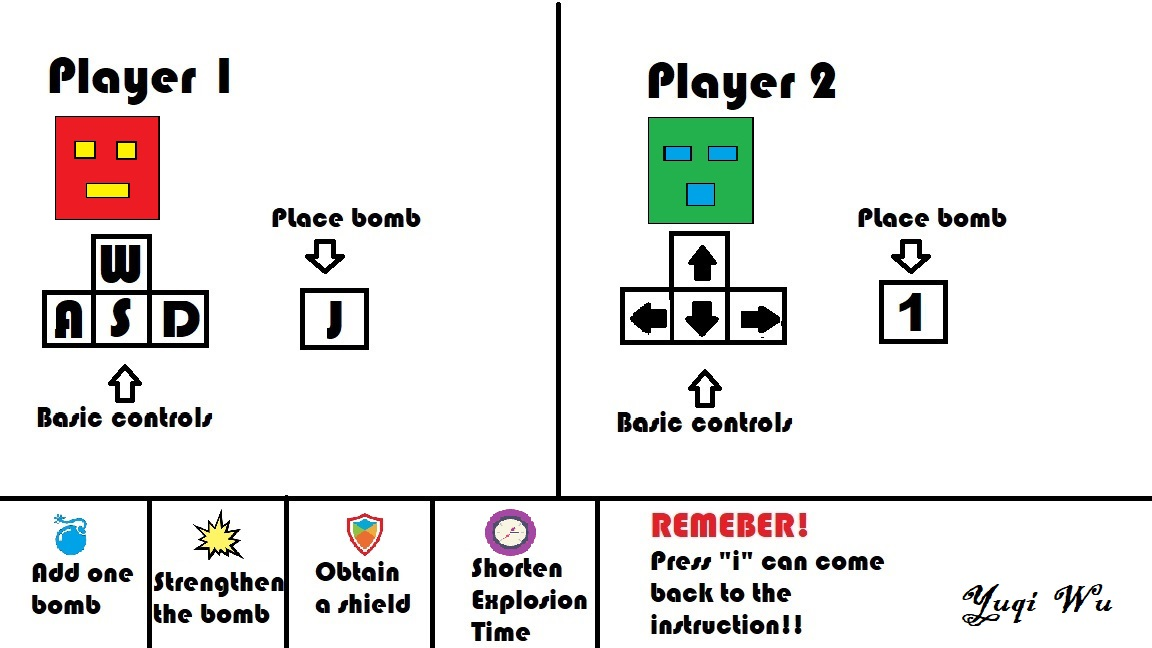 Player 1
Place bomb
W
A S D
J
Basic controls
Player 2
Place bomb
1
Basic controls
Add one
bomb
Strengthen
the bomb
Obtain
a shield
Shorten
Explosion
Time
REMEBER!
Press "i" can come
back to the
instruction!!
Yuqi Wu